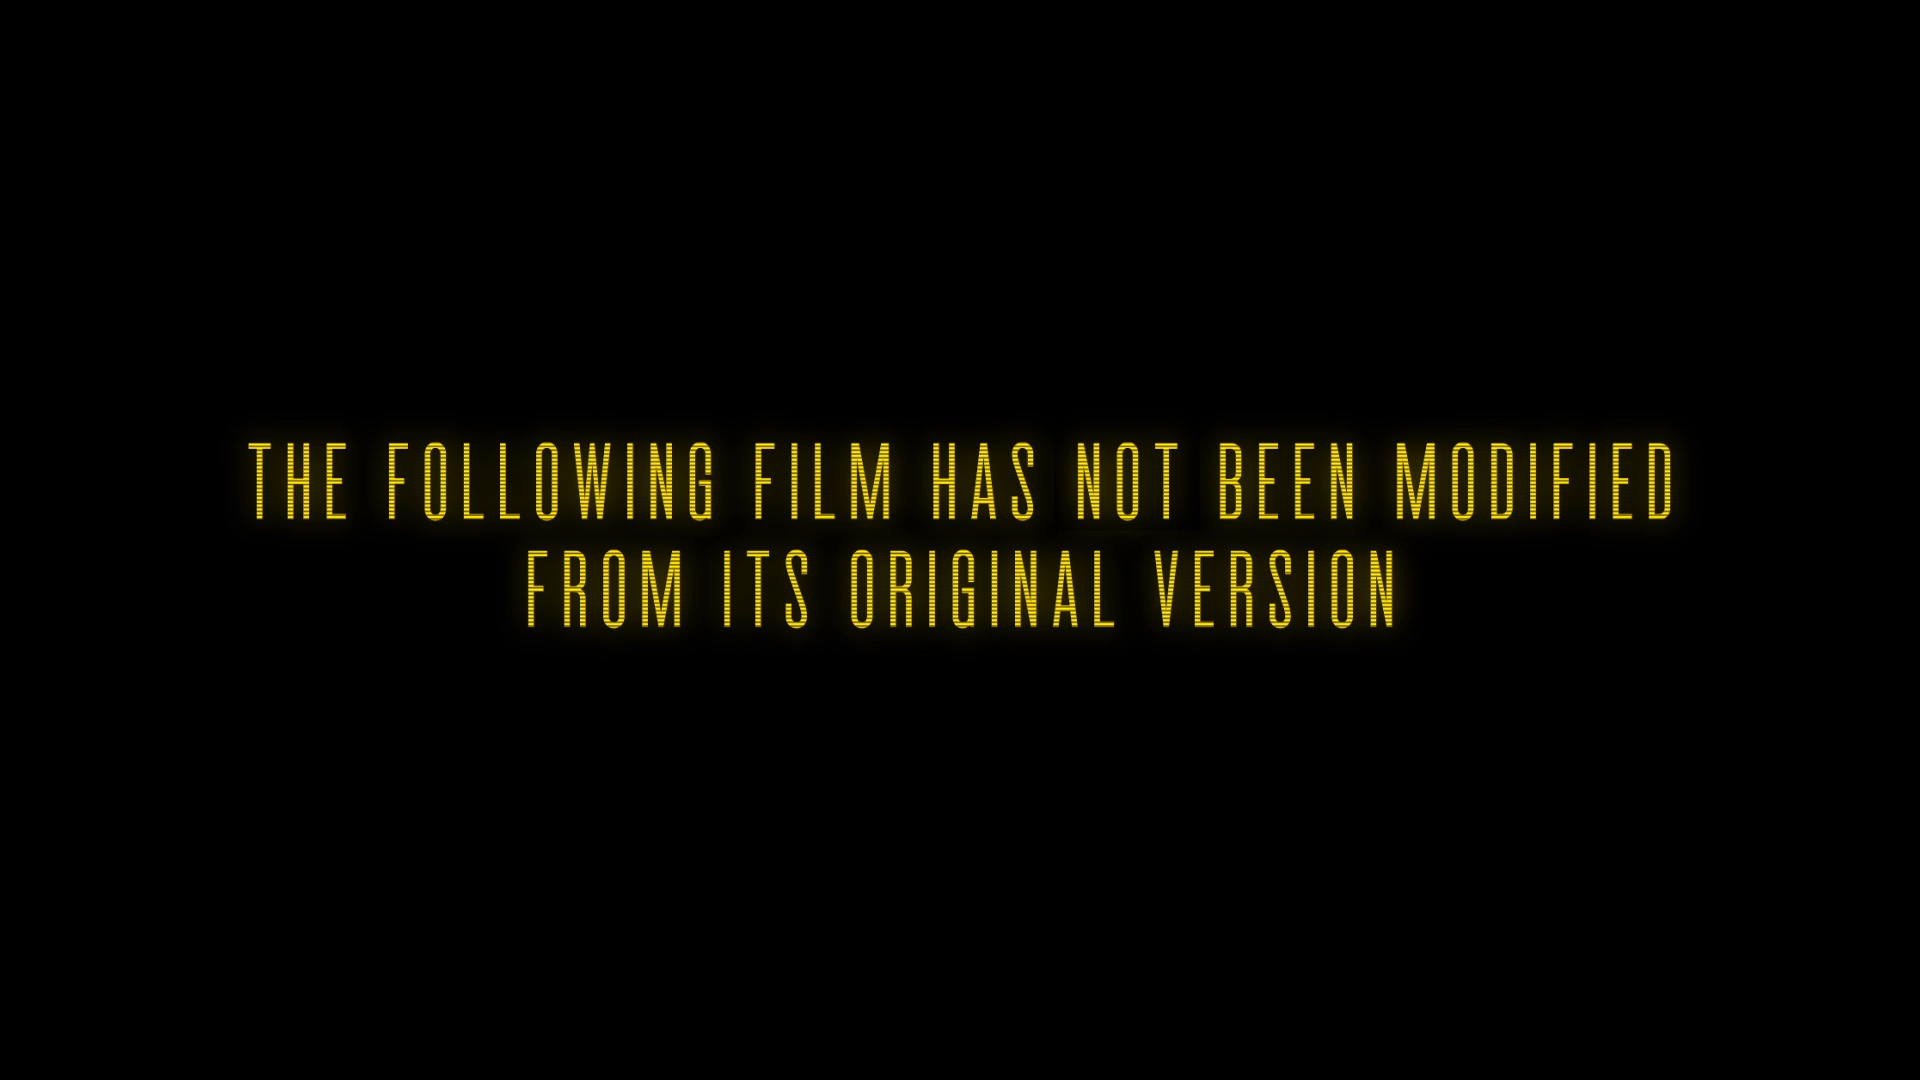 THE FOLLOWING FILM HAS NOT BEEN MODIFIED
FROM ITS ORIGINAL VERSION